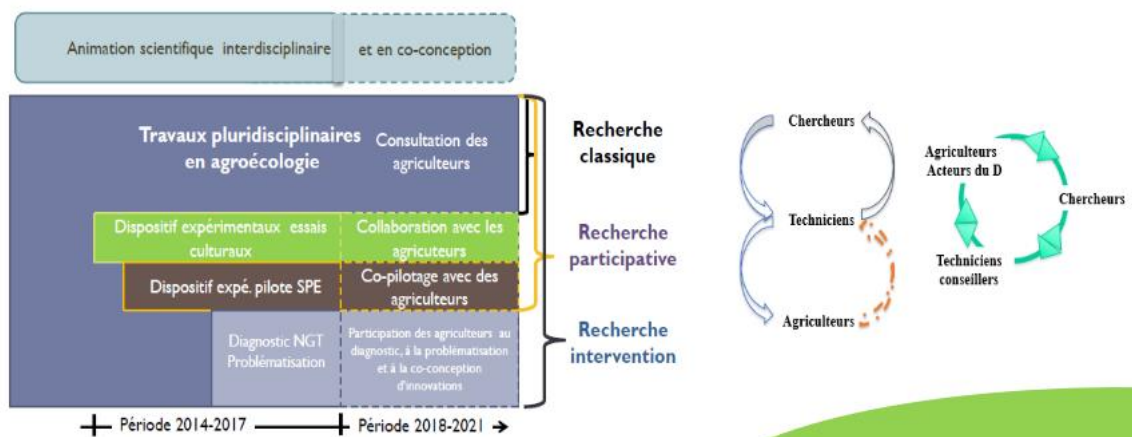 Animation scientifique interdisciplinaire et en co-conception
Travaux pluridisciplinaires
en agroécologie
Consultation des
agriculteurs
Dispositif expérimentaux essais
culturaux
Collaboration avec les
agricuteurs
Dispositif expé. pilote SPE
Co-pilotage avec des
agriculteurs
Diagnostic NGT
Problématisation
Participation des agriculteurs au
diagnostic, à la problématisation
et à la co-conception
d'innovations
Période 2014-2017
Période 2018-2021
Recherche
classique
Recherche
participative
Recherche
intervention
Chercheurs
Techniciens
Agriculteurs
Agriculteurs
Acteurs du D
Chercheurs
Techniciens
conseillers